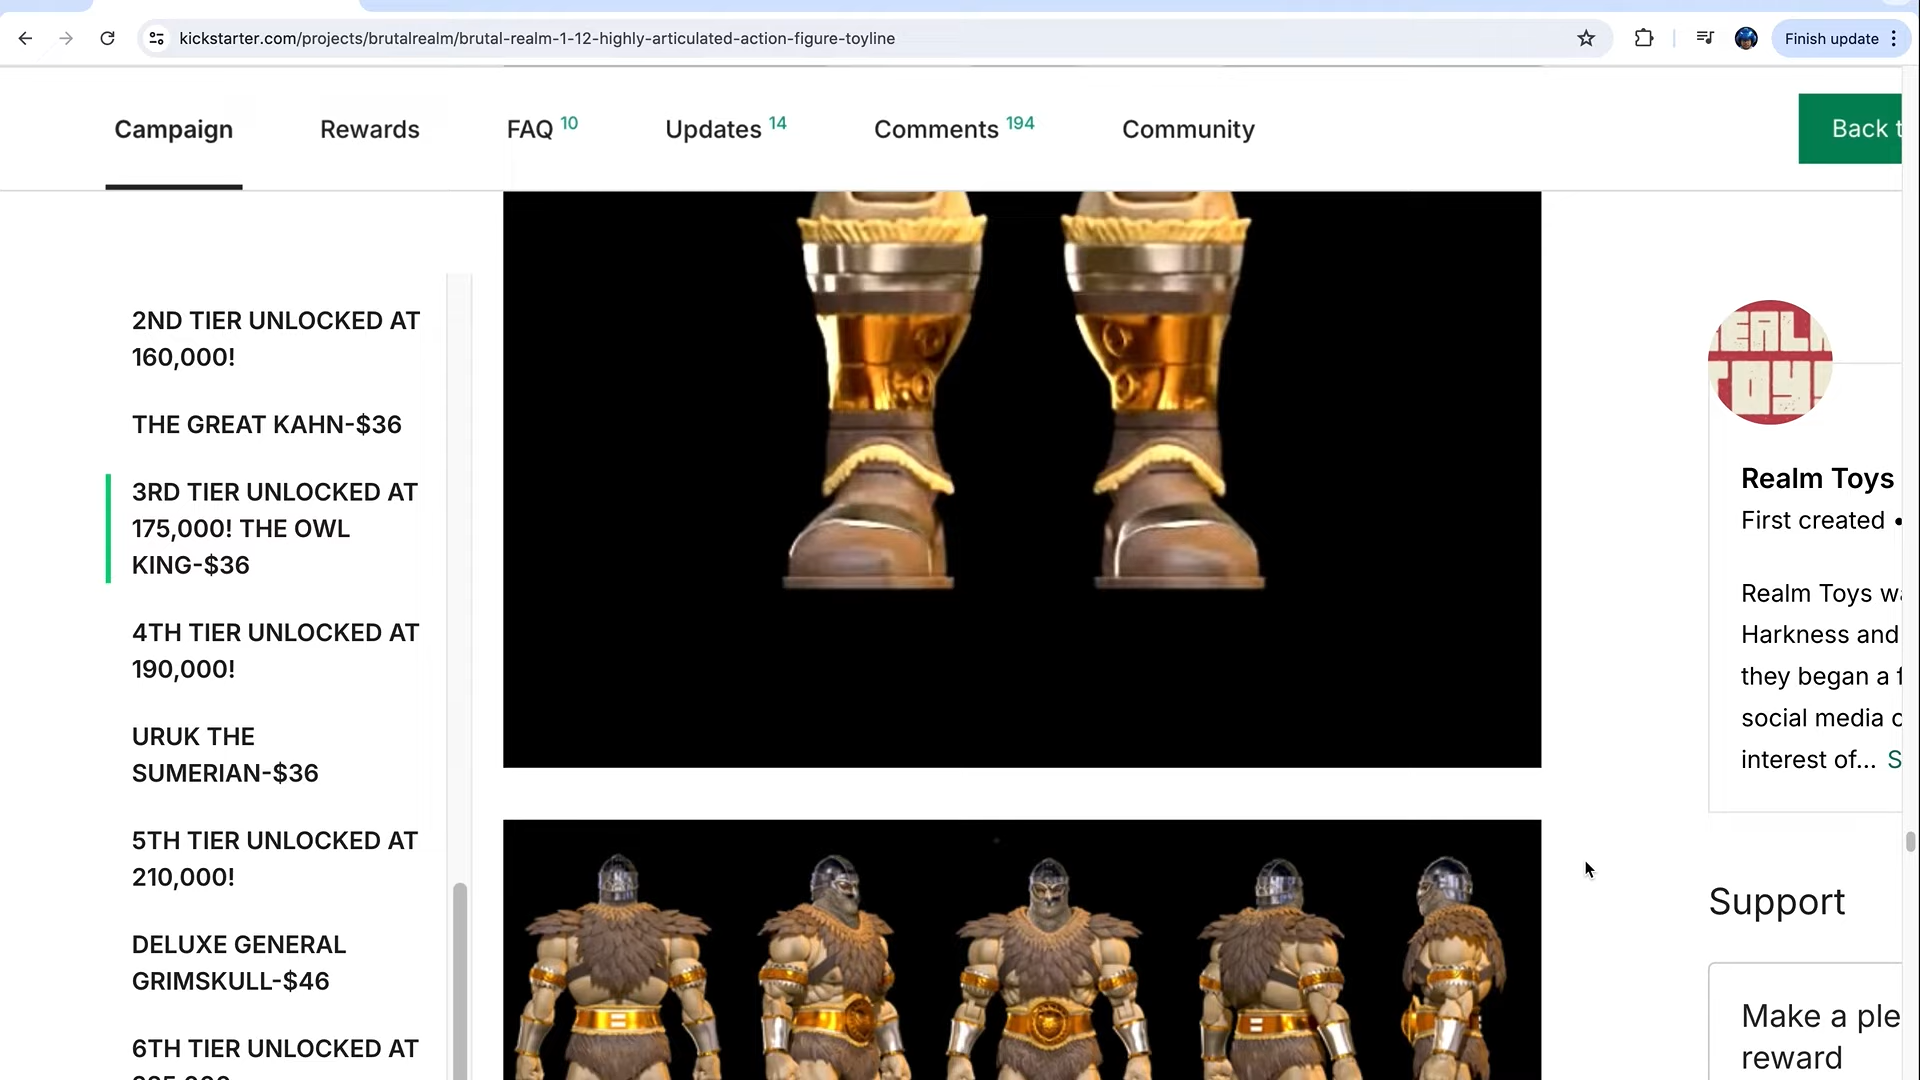 kickstarter.com/projects/brutalrealm/brutal-realm-1-12-highly-articulated-action-figure-toyline
Finish update
Campaign
Rewards
FAQ 10
Updates 14
Comments 194
Community
Back t
2ND TIER UNLOCKED AT
160,000!
THE GREAT KAHN-$36
3RD TIER UNLOCKED AT
175,000! THE OWL
KING-$36
4TH TIER UNLOCKED AT
190,000!
URUK THE
SUMERIAN-$36
5TH TIER UNLOCKED AT
210,000!
DELUXE GENERAL
GRIMSKULL-$46
6TH TIER UNLOCKED AT
REALM
TOYS
Realm Toys
First created •
Realm Toys wa
Harkness and
they began a f
social media c
interest of... S
Support
Make a ple
reward